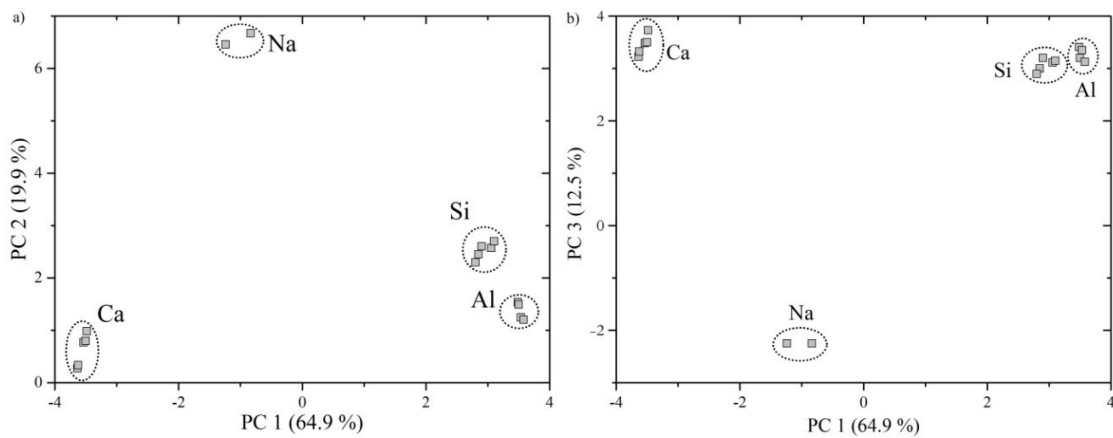 a)
6
4
2
0
-4
-2
0
2
4
PC 2 (19.9 %)
PC 1 (64.9 %)
Na
Si
Al
Ca
b)
4
2
0
−2
-4
-2
0
2
4
PC 3 (12.5 %)
PC 1 (64.9 %)
Ca
Si
Al
Na